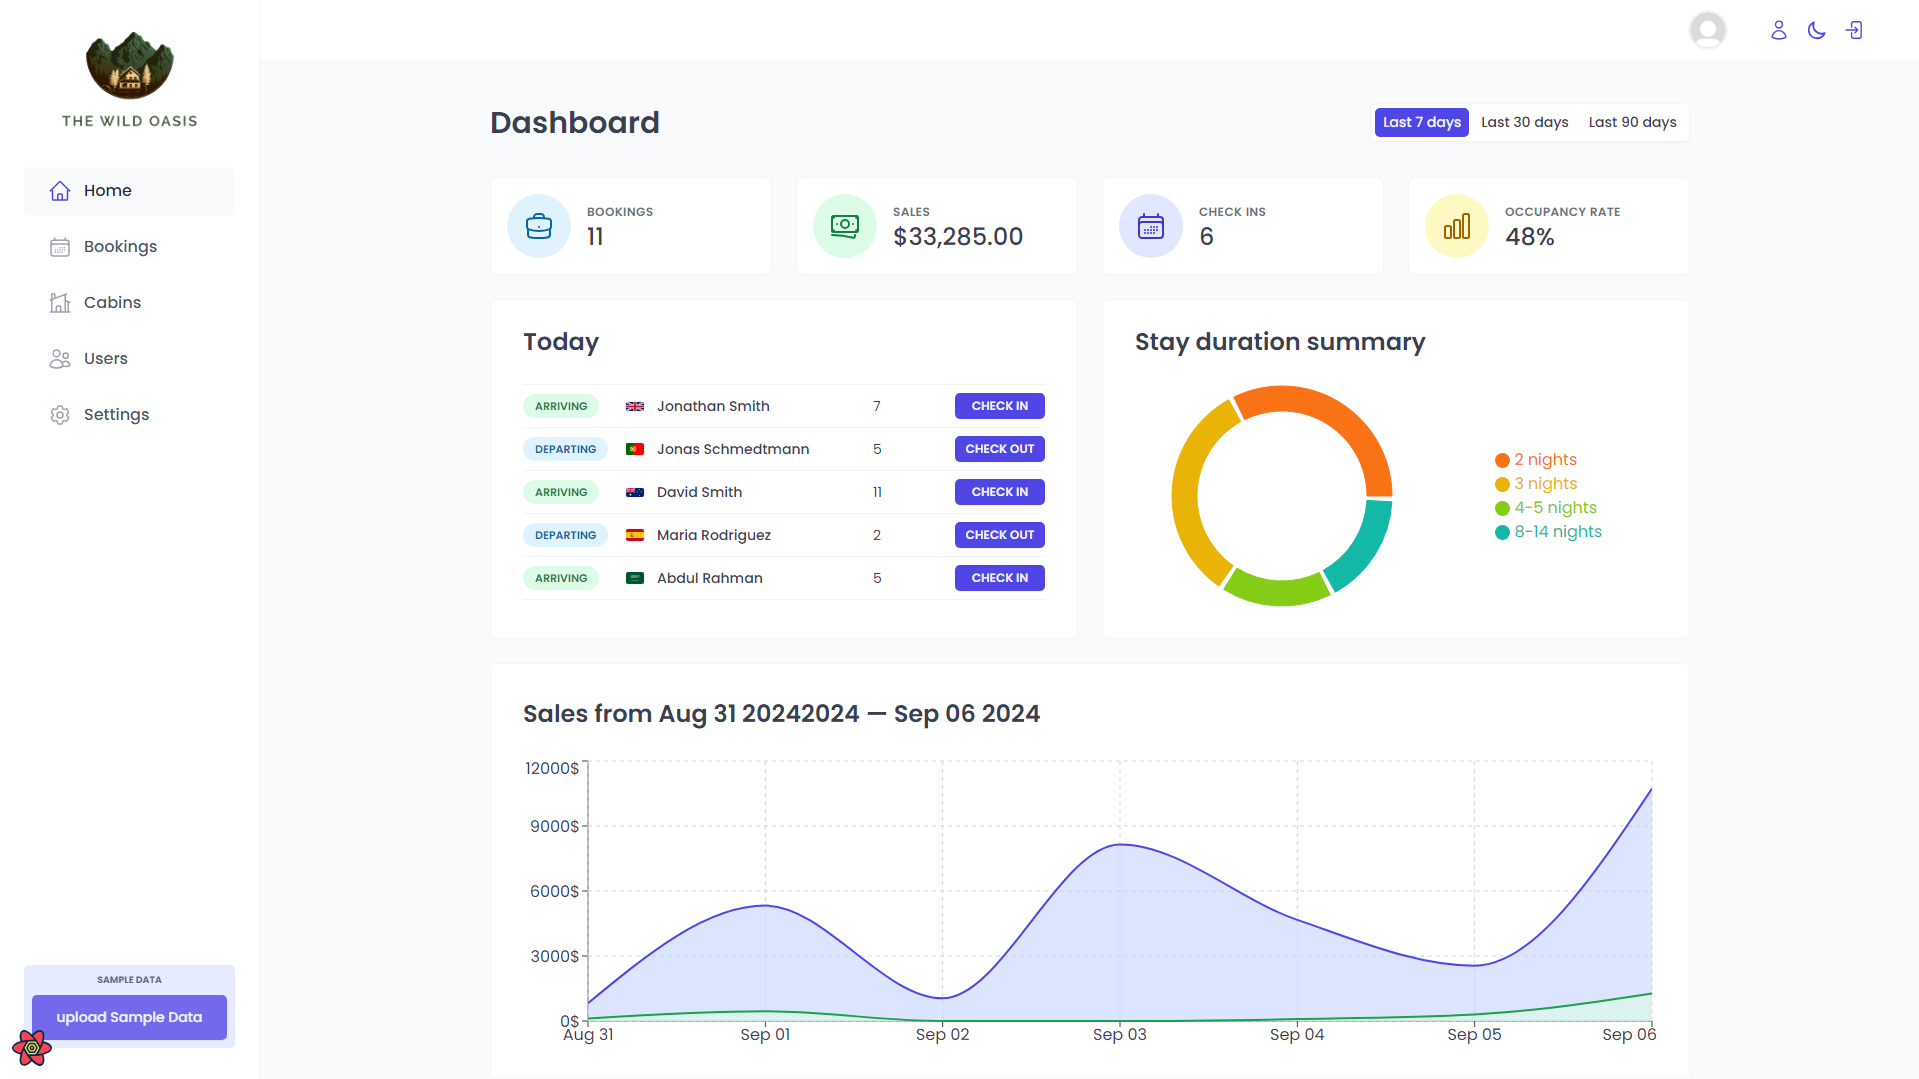 THE WILD OASIS
Home
Bookings
Cabins
Users
Settings
SAMPLE DATA
upload Sample Data
Dashboard
Last 7 days Last 30 days Last 90 days
BOOKINGS
11
SALES
$33,285.00
CHECK INS
6
OCCUPANCY RATE
48%
Today
ARRIVING Jonathan Smith 7 CHECK IN
DEPARTING Jonas Schmedtmann 5 CHECK OUT
ARRIVING David Smith 11 CHECK IN
DEPARTING Maria Rodriguez 2 CHECK OUT
ARRIVING Abdul Rahman 5 CHECK IN
Stay duration summary
2 nights
3 nights
4-5 nights
8-14 nights
Sales from Aug 31 20242024 — Sep 06 2024
12000$
9000$
6000$
3000$
0$
Aug 31 Sep 01 Sep 02 Sep 03 Sep 04 Sep 05 Sep 06